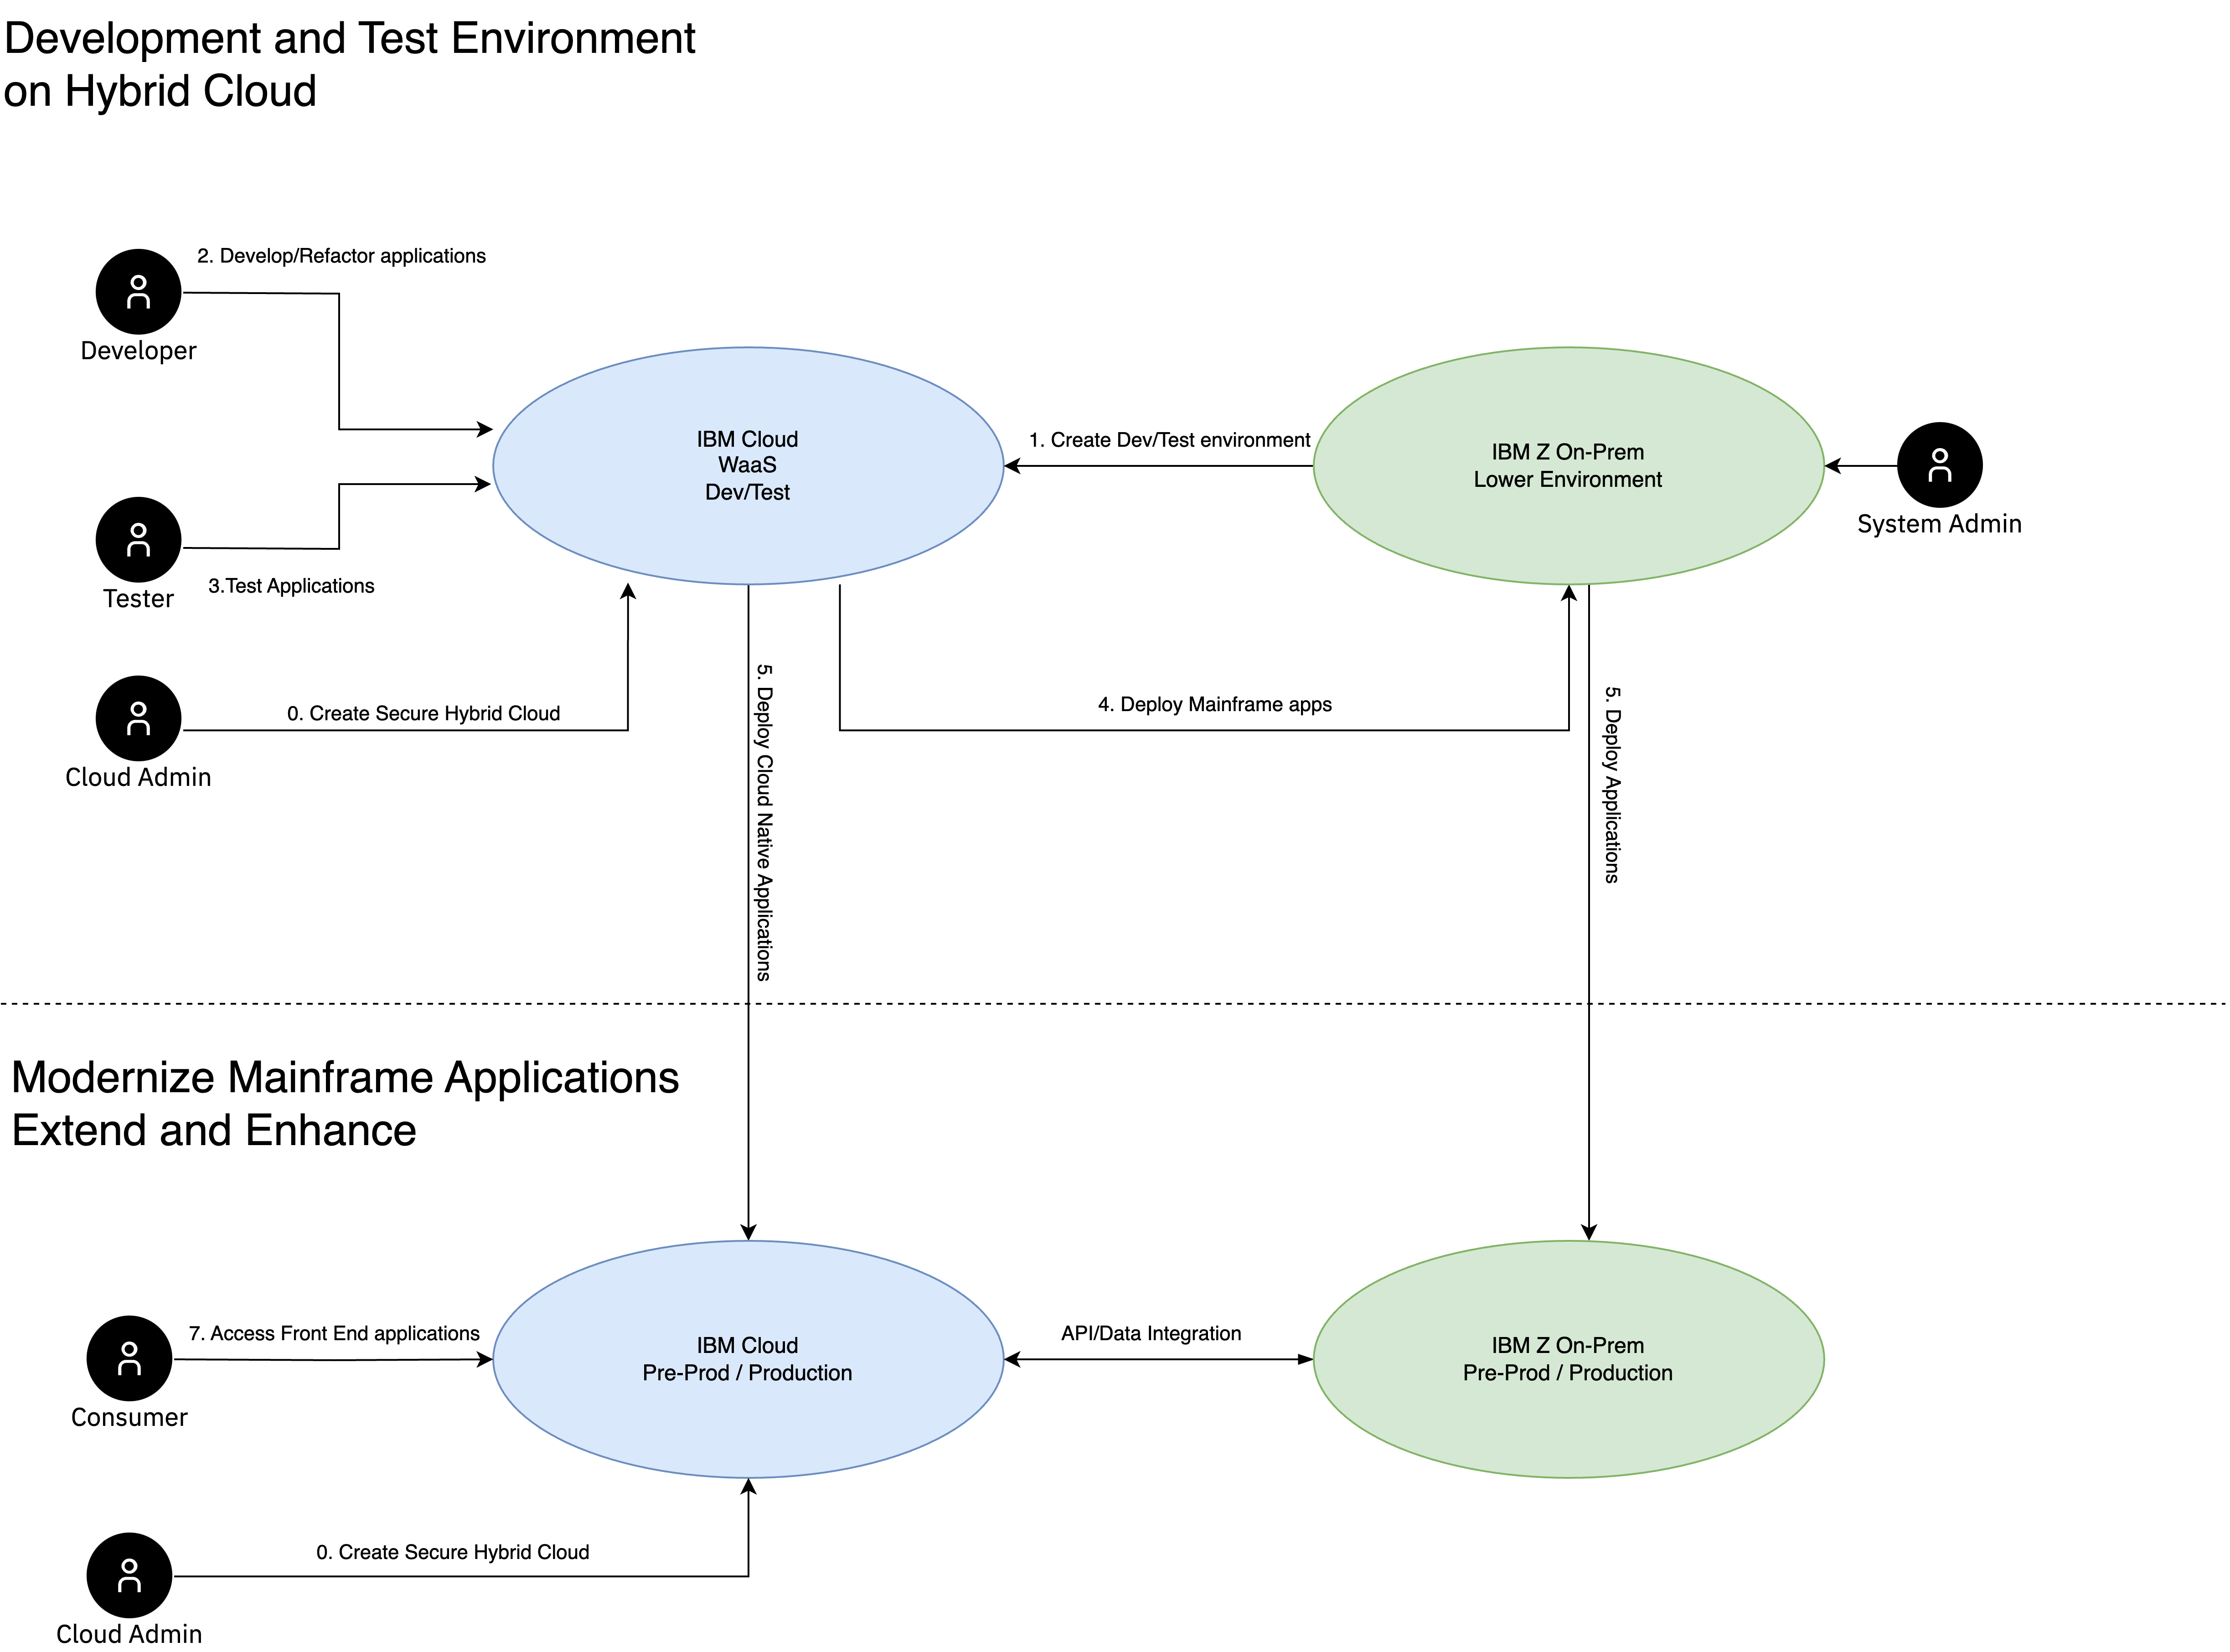 Development and Test Environment
on Hybrid Cloud
2. Develop/Refactor applications
Developer
IBM Cloud
WaaS
Dev/Test
1. Create Dev/Test environment
IBM Z On-Prem
Lower Environment
System Admin
Tester
3.Test Applications
0. Create Secure Hybrid Cloud
Cloud Admin
5. Deploy Cloud Native Applications
4. Deploy Mainframe apps
5. Deploy Applications
Modernize Mainframe Applications
Extend and Enhance
7. Access Front End applications
Consumer
IBM Cloud
Pre-Prod / Production
API/Data Integration
IBM Z On-Prem
Pre-Prod / Production
0. Create Secure Hybrid Cloud
Cloud Admin